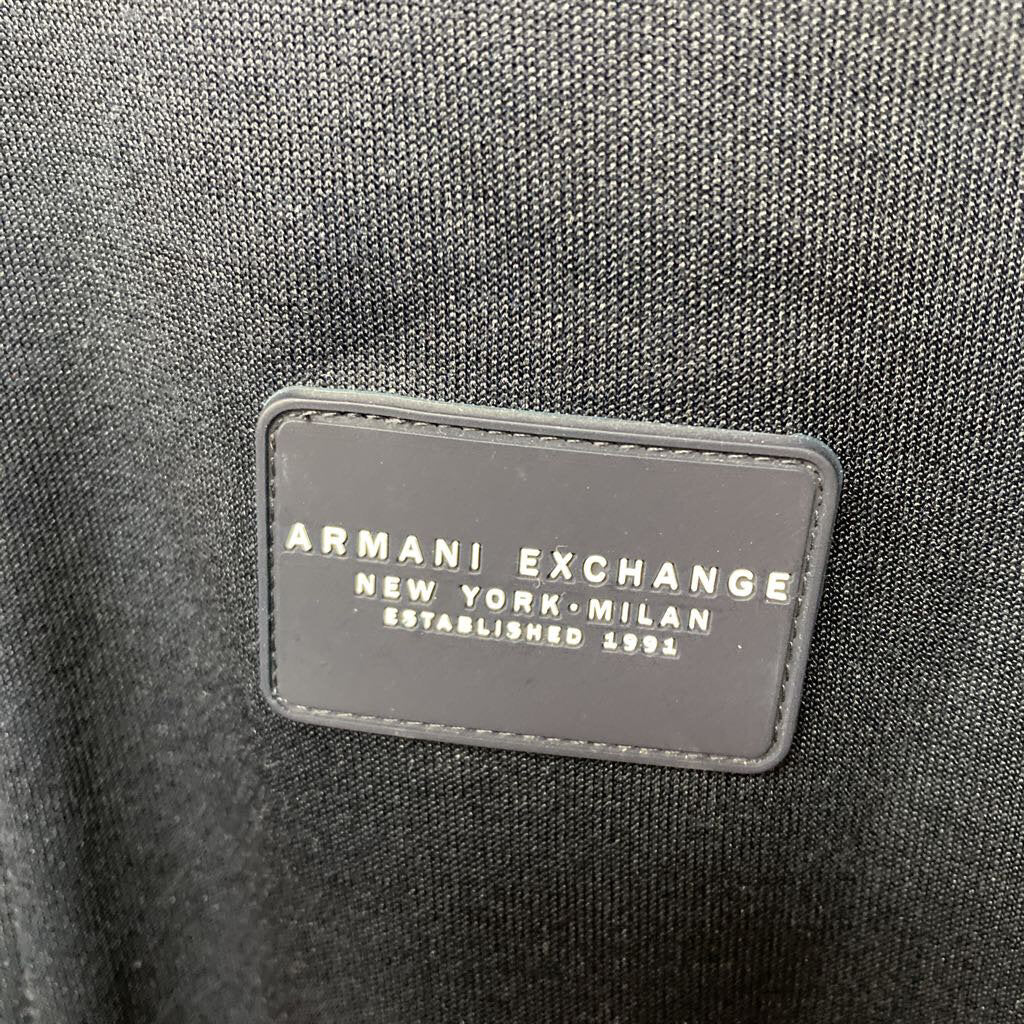 ARMANI EXCHANGE
NEW YORK·MILAN
ESTABLISHED 1991